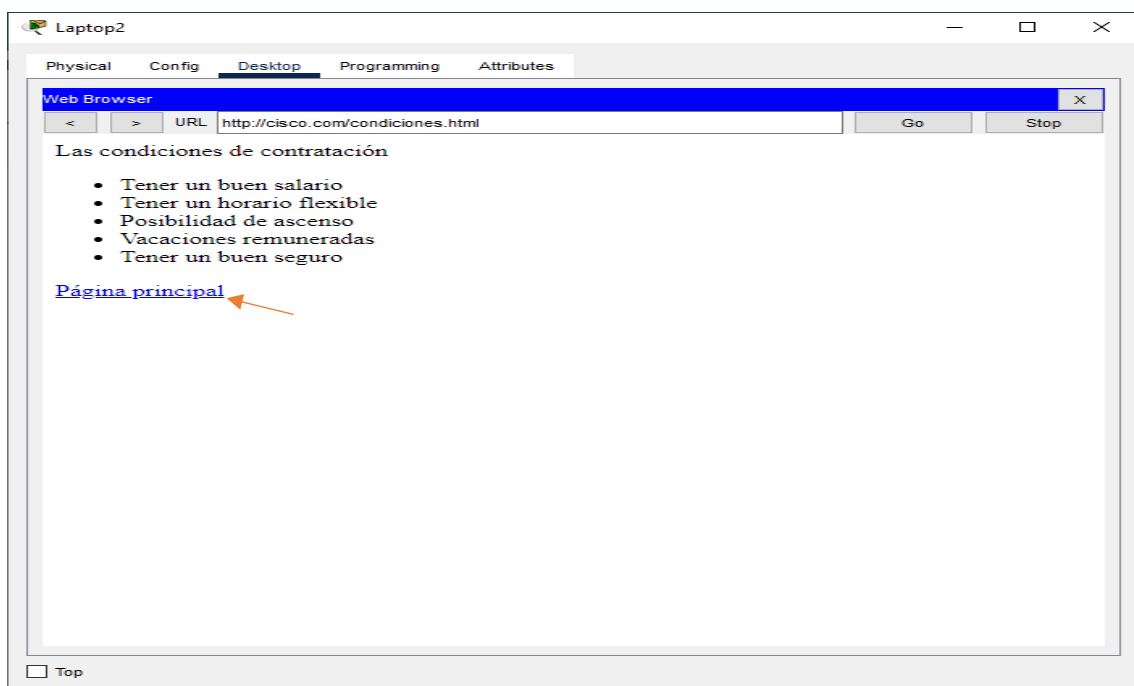 Laptop2
Physical Config Desktop Programming Attributes
Web Browser X
< > URL http://cisco.com/condiciones.html Go Stop
Las condiciones de contratación
• Tener un buen salario
• Tener un horario flexible
• Posibilidad de ascenso
• Vacaciones remuneradas
• Tener un buen seguro
Página principal
Top